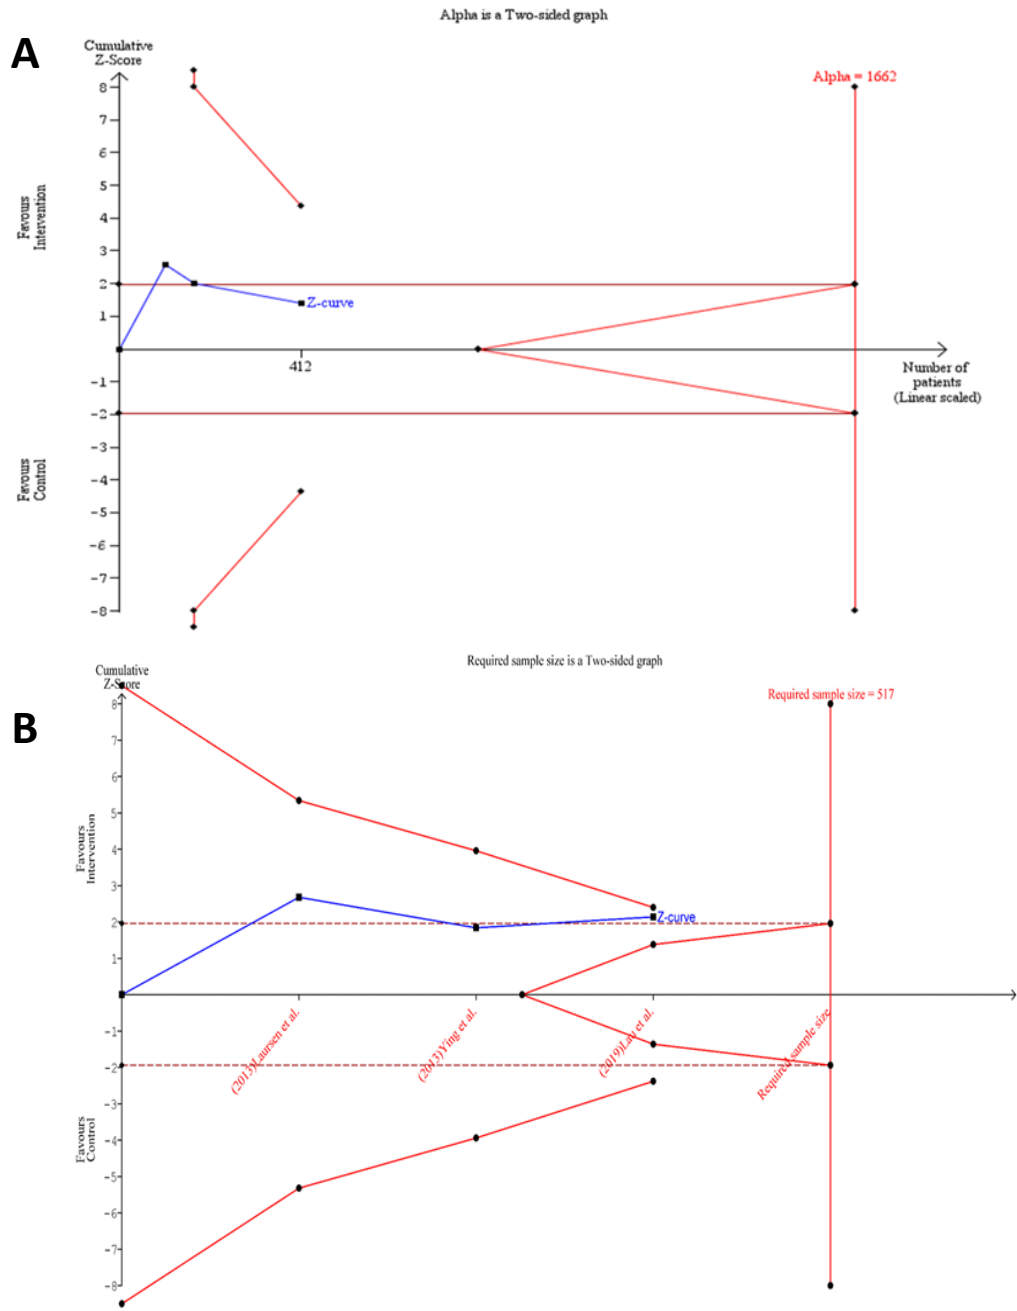 Alpha is a Two-sided graph
A
Cumulative
Z-Score
Alpha = 1662
8
7
6
5
4
3
2
1
-1
-2
-3
-4
-5
-6
-7
-8
Favours
Intervention
Favours
Control
Z-curve
412
Number of
patients
(Linear scaled)
Required sample size is a Two-sided graph
B
Cumulative
Z-Score
Required sample size = 517
8
7
6
5
4
3
2
1
-1
-2
-3
-4
-5
-6
-7
-8
Favours
Intervention
Favours
Control
Z-curve
(2013)Laursen et al.
(2013)Ying et al.
(2019)Lau et al.
Required sample size